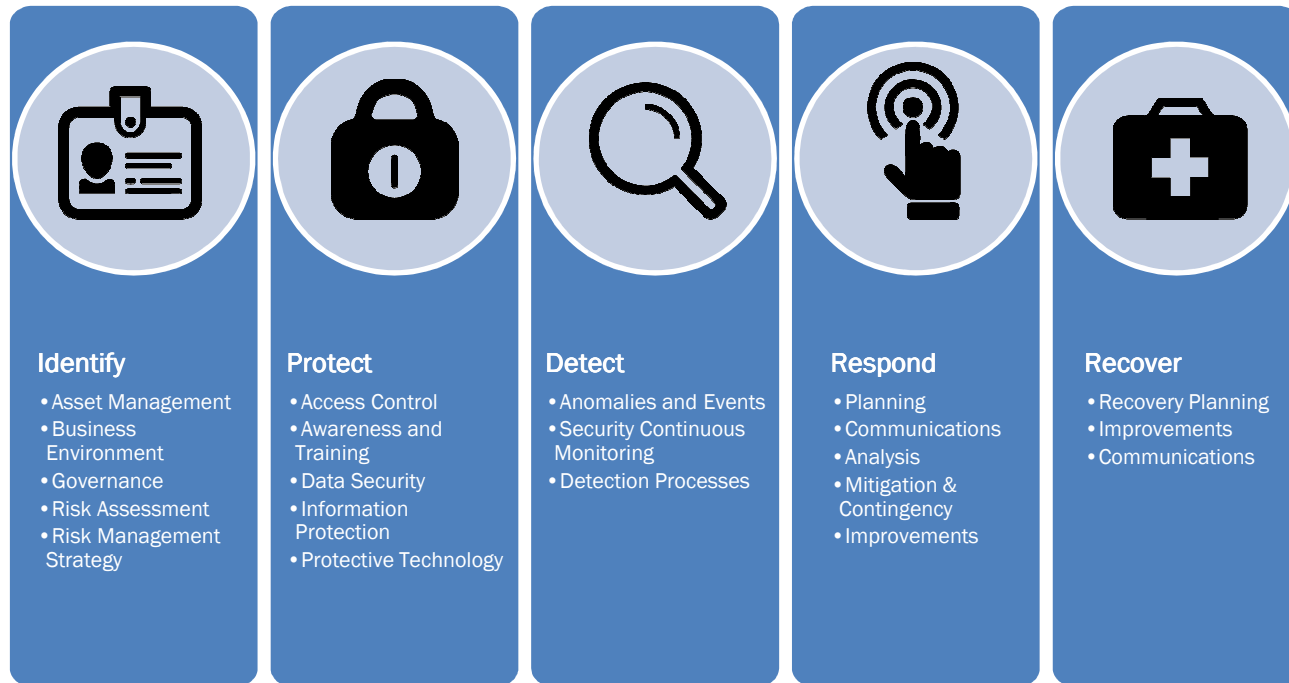 Identify
•Asset Management
•Business
Environment
•Governance
•Risk Assessment
•Risk Management
Strategy
Protect
•Access Control
•Awareness and
Training
•Data Security
•Information
Protection
•Protective Technology
Detect
•Anomalies and Events
•Security Continuous
Monitoring
•Detection Processes
Respond
•Planning
•Communications
•Analysis
•Mitigation &
Contingency
•Improvements
Recover
•Recovery Planning
•Improvements
•Communications